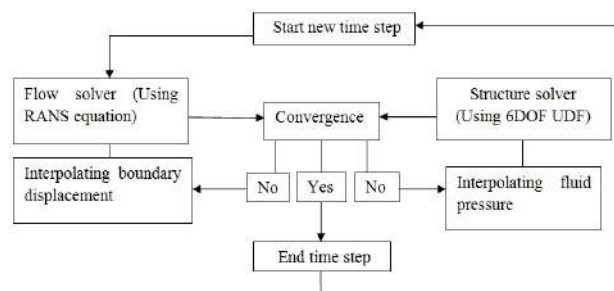 Start new time step
Flow solver (Using
RANS equation)
Convergence
Structure solver
(Using 6DOF UDF)
Interpolating boundary
displacement
No
Yes
No
Interpolating fluid
pressure
End time step